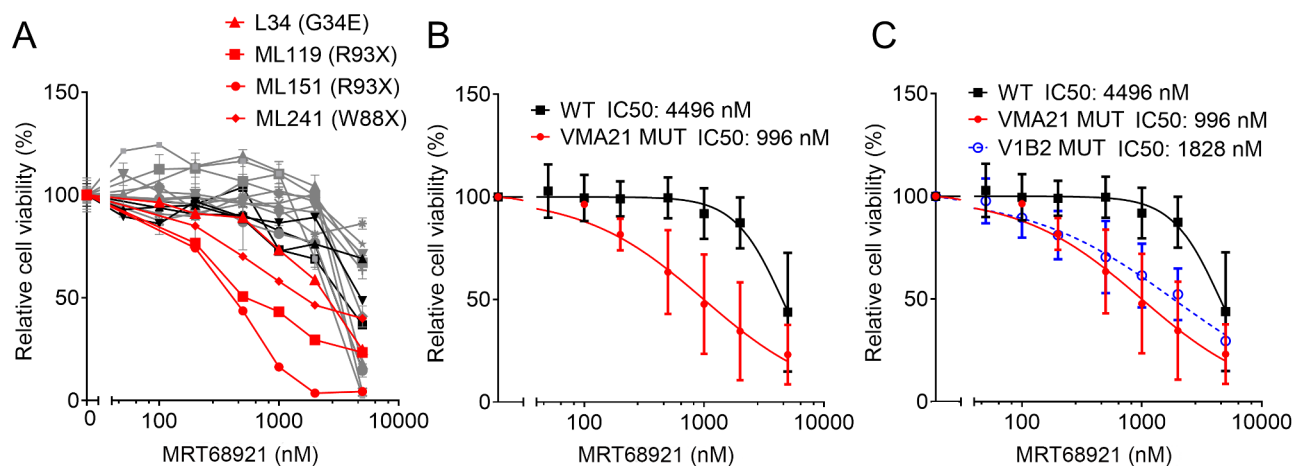 A
L34 (G34E)
ML119 (R93X)
ML151 (R93X)
ML241 (W88X)
Relative cell viability (%)
150
100
50
0
0
100
1000
10000
MRT68921 (nM)
B
WT IC50: 4496 nM
VMA21 MUT IC50: 996 nM
Relative cell viability (%)
150
100
50
0
100
1000
10000
MRT68921 (nM)
C
WT IC50: 4496 nM
VMA21 MUT IC50: 996 nM
V1B2 MUT IC50: 1828 nM
Relative cell viability (%)
150
100
50
0
100
1000
10000
MRT68921 (nM)